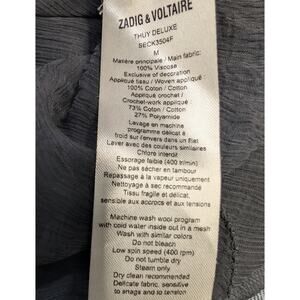 ZADIG & VOLTAIRE
THUY DELUXE
SECK3504F
M
Matière principale / Main fabric:
100% Viscose
Exclusive of decoration
Appliqué tissu / Woven appliqué :
100% Coton / Cotton
Appliqué crochet /
Crochet-work appliqué
73% Coton / Cotton
27% Polyamide
Lavage en machine
programme délicat à
froid sur l'envers dans un filet
Laver avec des couleurs similaires
Chlore interdit
Essorage faible (400 tr/min)
Ne pas sécher en tambour
Repassage à la vapeur uniquement
Nettoyage à sec recommandé
Tissu fragile et délicat,
sensible aux accrocs et aux tensions
Machine wash wool program
with cold water inside out in a mesh
Wash with similar colors
Do not bleach
Low spin speed (400 rpm)
Do not tumble dry
Steam only
Dry clean recommended
Delicate fabric, sensitive
to snags and to tension